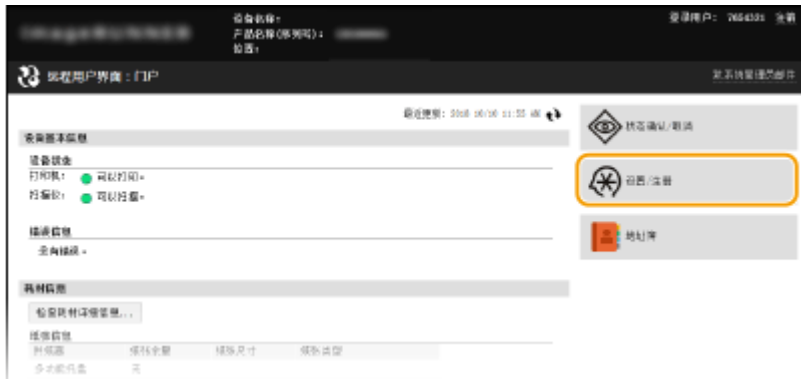 imageRUNNER
设备名称:
产品名称(系列号):
位置:
登录用户: 7654321 注销
远程用户界面:门户
致系统管理员邮件
最近更新:
设备基本信息
设备状态
打印机: 可以打印。
扫描仪: 可以扫描。
错误信息
没有错误。
耗材信息
检查耗材详细信息...
纸张信息
纸张余量 纸张尺寸 纸张类型
多功能托盘 无
状态确认/取消
设置/注册
地址簿